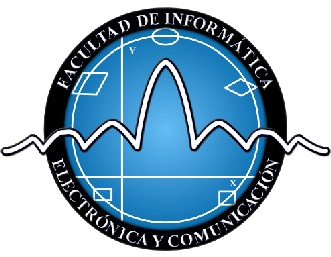 FACULTAD DE INFORMÁTICA
Y
X
ELECTRÓNICA Y COMUNICACIÓN